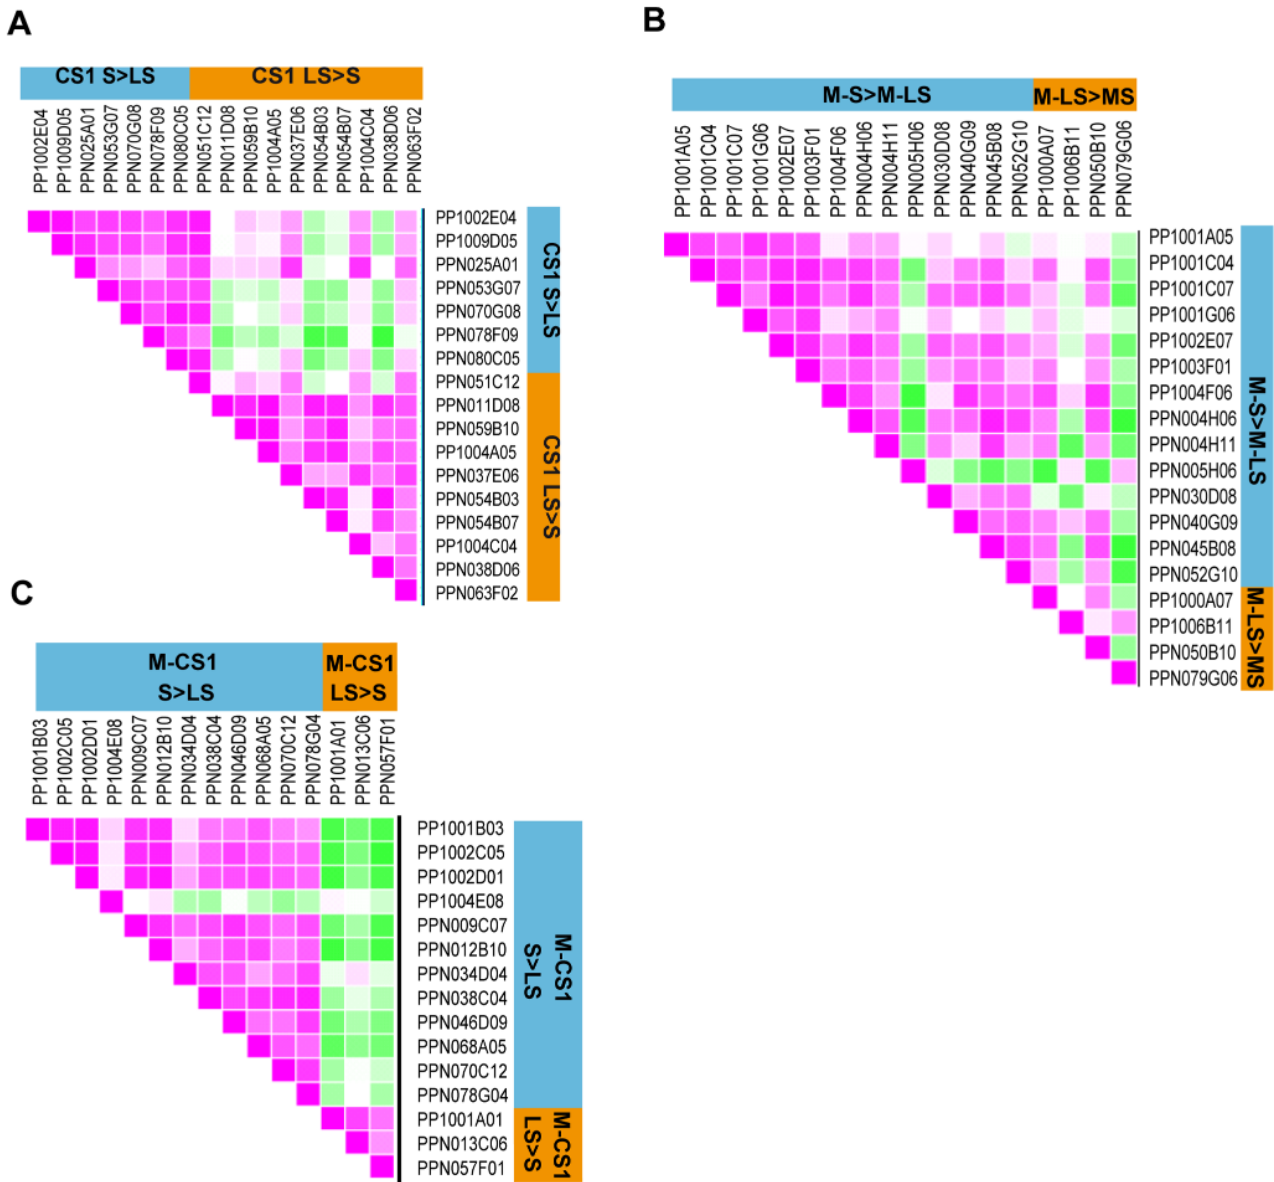 A
CS1 S>LS
CS1 LS>S
PP1002E04
PP1009D05
PPN025A01
PPN053G07
PPN070G08
PPN078F09
PPN080C05
PPN051C12
PPN011D08
PPN059B10
PP1004A05
PPN037E06
PPN054B03
PPN054B07
PP1004C04
PPN038D06
PPN063F02
PP1002E04
PP1009D05
PPN025A01
PPN053G07
PPN070G08
PPN078F09
PPN080C05
PPN051C12
PPN011D08
PPN059B10
PP1004A05
PPN037E06
PPN054B03
PPN054B07
PP1004C04
PPN038D06
PPN063F02
CS1 S>LS
CS1 LS>S
B
M-S>M-LS
M-LS>MS
PP1001A05
PP1001C04
PP1001C07
PP1001G06
PP1002E07
PP1003F01
PP1004F06
PPN004H06
PPN004H11
PPN005H06
PPN030D08
PPN040G09
PPN045B08
PPN052G10
PP1000A07
PP1006B11
PPN050B10
PPN079G06
PP1001A05
PP1001C04
PP1001C07
PP1001G06
PP1002E07
PP1003F01
PP1004F06
PPN004H06
PPN004H11
PPN005H06
PPN030D08
PPN040G09
PPN045B08
PPN052G10
PP1000A07
PP1006B11
PPN050B10
PPN079G06
M-S>M-LS
M-LS>MS
C
M-CS1
S>LS
M-CS1
LS>S
PP1001B03
PP1002C05
PP1002D01
PP1004E08
PPN009C07
PPN012B10
PPN034D04
PPN038C04
PPN046D09
PPN068A05
PPN070C12
PPN078G04
PP1001A01
PPN013C06
PPN057F01
PP1001B03
PP1002C05
PP1002D01
PP1004E08
PPN009C07
PPN012B10
PPN034D04
PPN038C04
PPN046D09
PPN068A05
PPN070C12
PPN078G04
PP1001A01
PPN013C06
PPN057F01
M-CS1
S>LS
M-CS1
LS>S